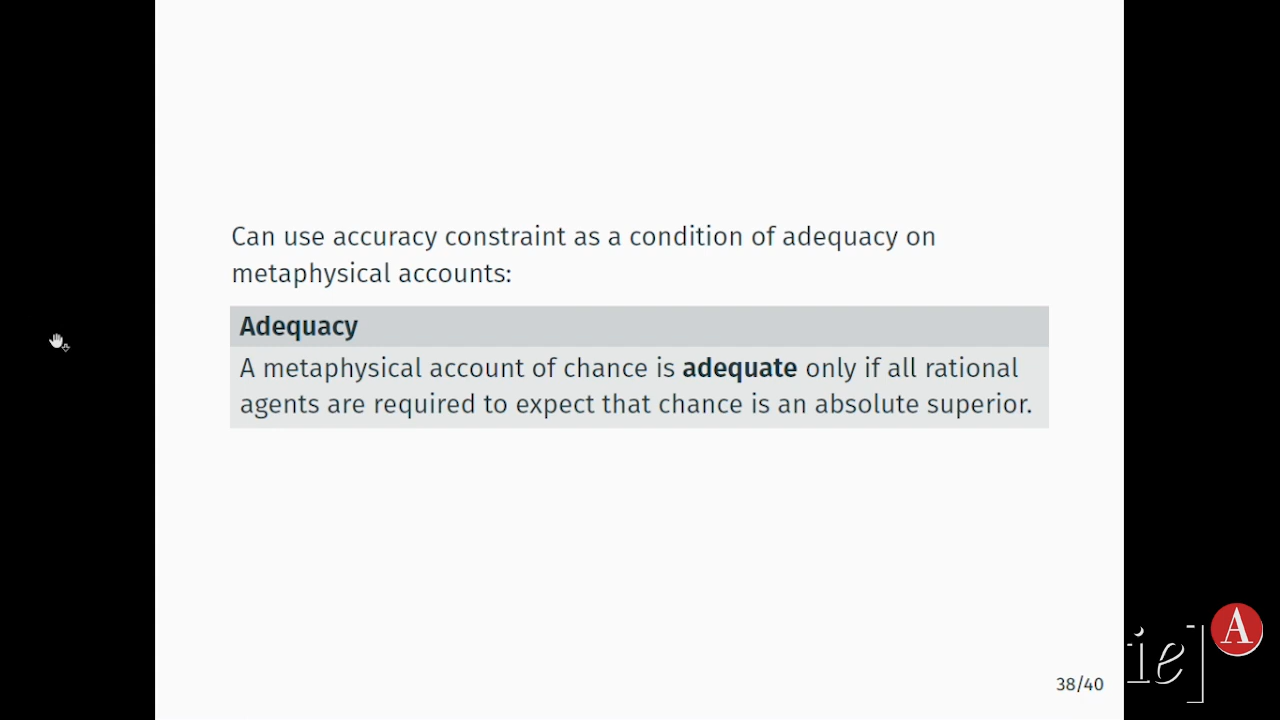 Can use accuracy constraint as a condition of adequacy on
metaphysical accounts:
Adequacy
A metaphysical account of chance is adequate only if all rational
agents are required to expect that chance is an absolute superior.
38/40
ie]
A